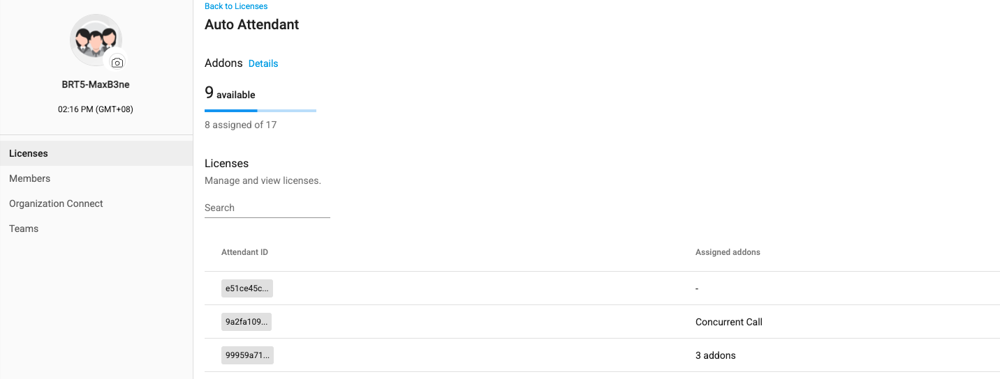 BRT5-MaxB3ne
02:16 PM (GMT+08)
Licenses
Members
Organization Connect
Teams
Back to Licenses
Auto Attendant
Addons Details
9 available
8 assigned of 17
Licenses
Manage and view licenses.
Search
Attendant ID Assigned addons
e51ce45c... -
9a2fa109... Concurrent Call
99959a71... 3 addons